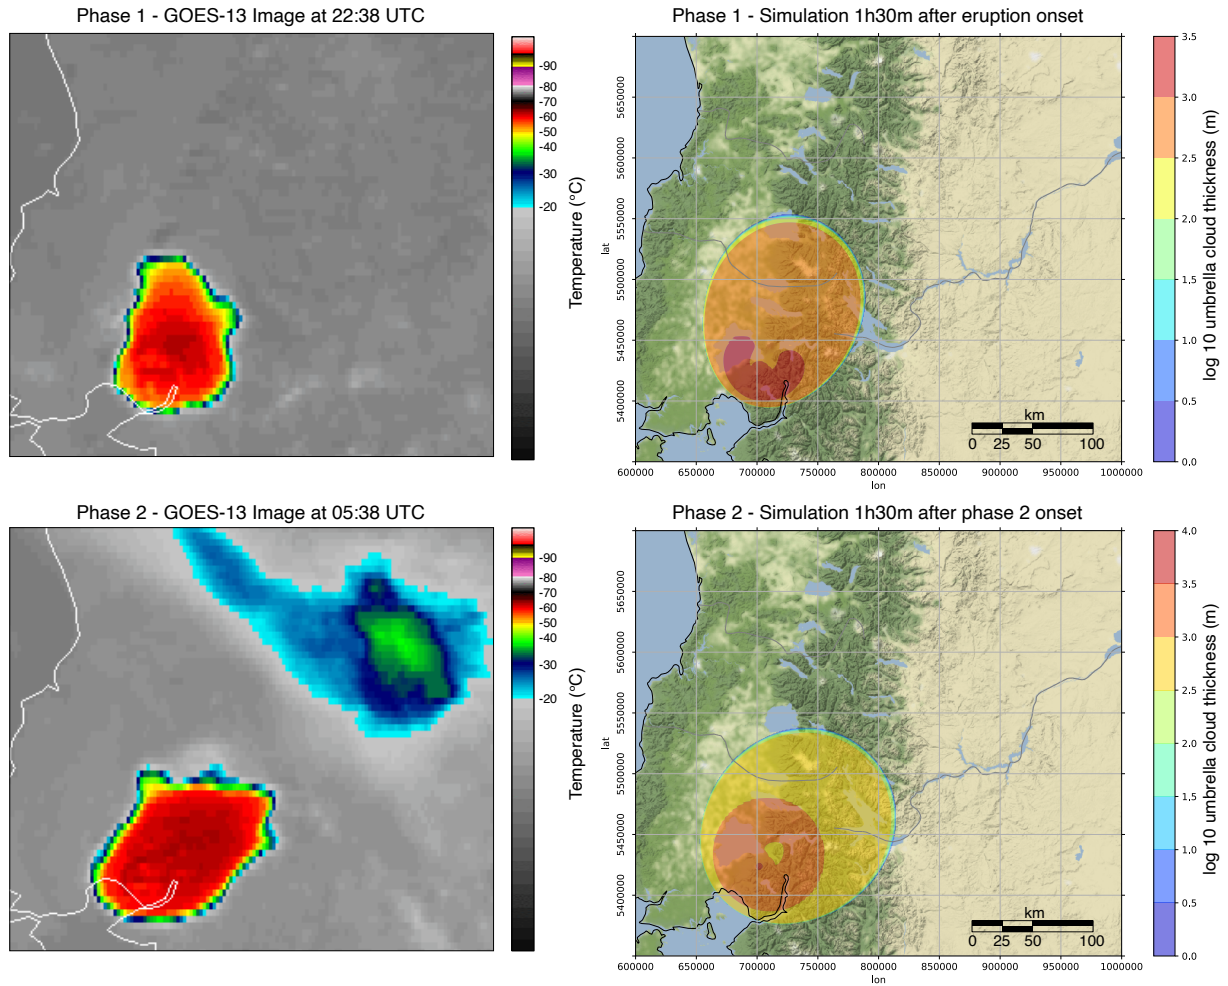 Phase 1 - GOES-13 Image at 22:38 UTC
-90
-80
-70
-60
-50
-40
-30
-20
Temperature (°C)
Phase 1 - Simulation 1h30m after eruption onset
5650000
5600000
5550000
5500000
5450000
5400000
lat
600000 650000 700000 750000 800000 850000 900000 950000 1000000
lon
km
0 25 50 100
3.5
3.0
2.5
2.0
1.5
1.0
0.5
0.0
log 10 umbrella cloud thickness (m)
Phase 2 - GOES-13 Image at 05:38 UTC
-90
-80
-70
-60
-50
-40
-30
-20
Temperature (°C)
Phase 2 - Simulation 1h30m after phase 2 onset
5650000
5600000
5550000
5500000
5450000
5400000
lat
600000 650000 700000 750000 800000 850000 900000 950000 1000000
lon
km
0 25 50 100
4.0
3.5
3.0
2.5
2.0
1.5
1.0
0.5
0.0
log 10 umbrella cloud thickness (m)